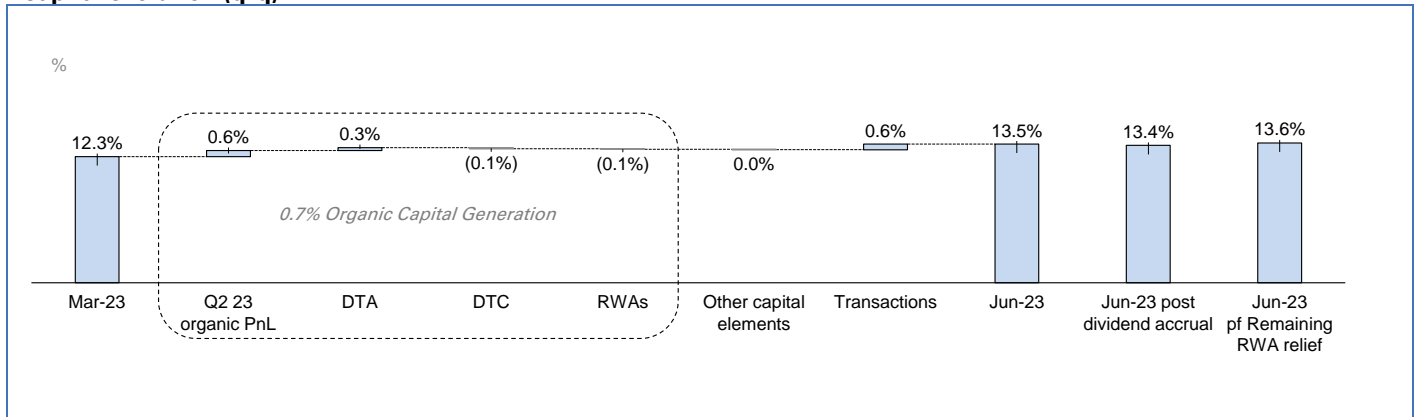 %
12.3%
0.6%
0.3%
(0.1%)
(0.1%)
0.0%
0.6%
13.5%
13.4%
13.6%
0.7% Organic Capital Generation
Mar-23
Q2 23
organic PnL
DTA
DTC
RWAs
Other capital
elements
Transactions
Jun-23
Jun-23 post
dividend accrual
Jun-23
pf Remaining
RWA relief